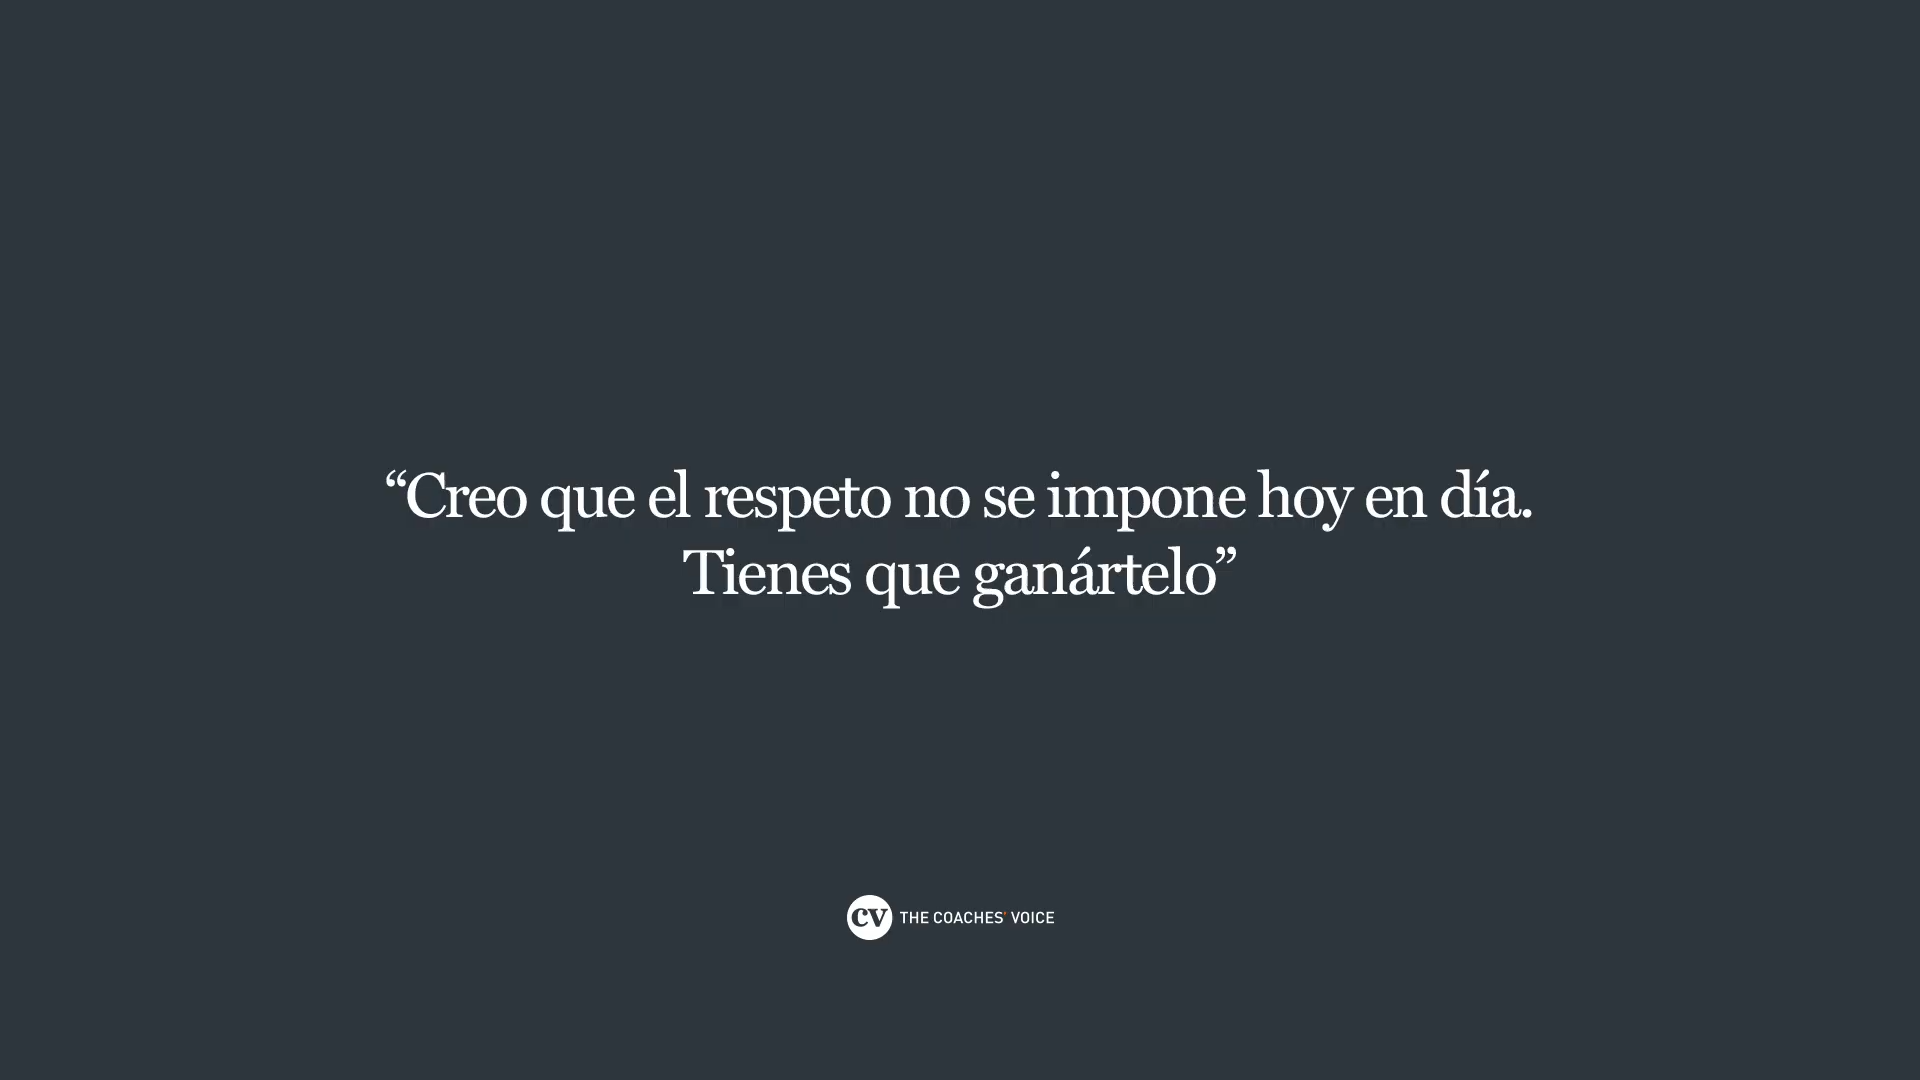 “Creo que el respeto no se impone hoy en día.
Tienes que ganártelo”
CV THE COACHES' VOICE